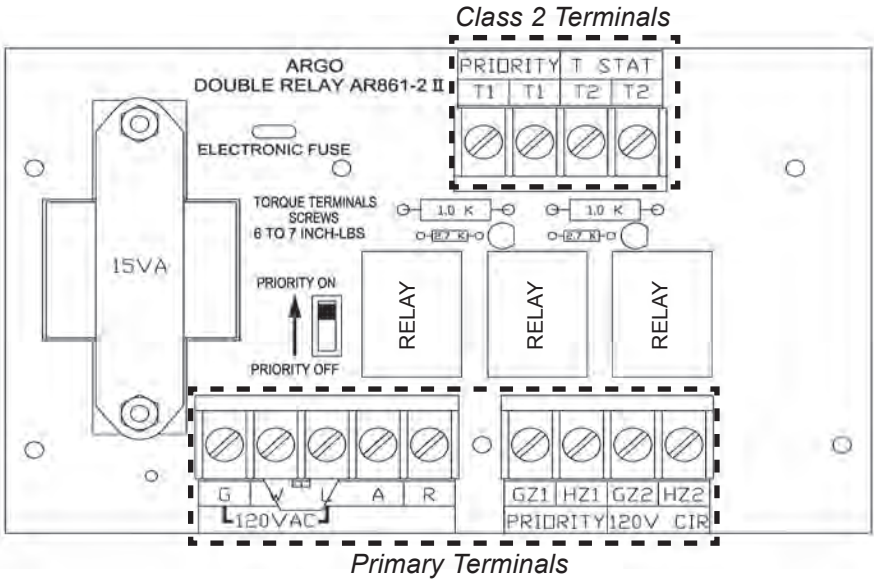 Class 2 Terminals
ARGO
DOUBLE RELAY AR861-2 II
PRIORITY T STAT
T1 T1 T2 T2
ELECTRONIC FUSE
TORQUE TERMINALS
SCREWS
6 TO 7 INCH-LBS
1.0 K 1.0 K
2.7 K 2.7 K
15VA
PRIORITY ON
RELAY RELAY RELAY
PRIORITY OFF
G W L A R GZ1 HZ1 GZ2 HZ2
120VAC PRIORITY 120V CIR
Primary Terminals